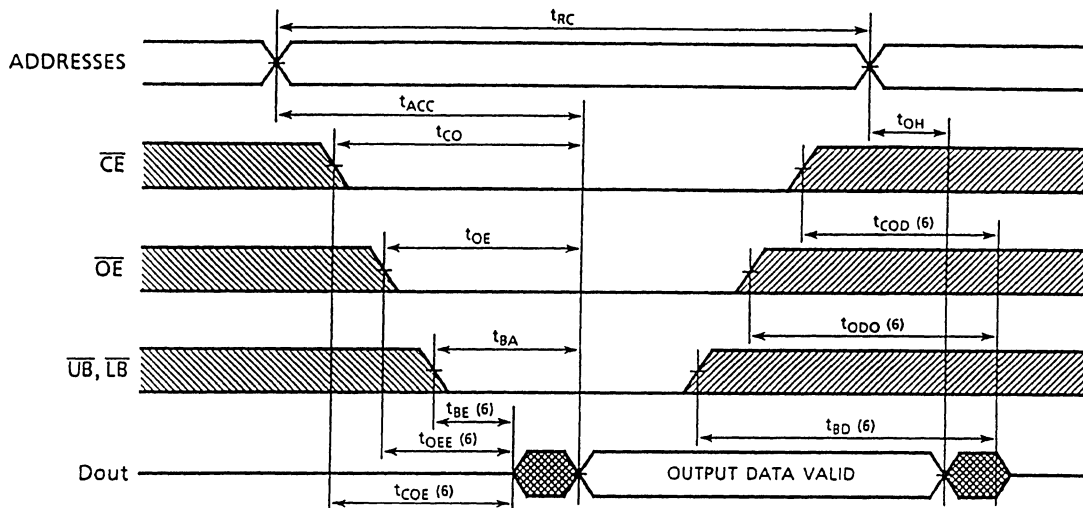 tRC
ADDRESSES
tACC
tCO
tOH
CE
tCOD (6)
tOE
OE
tODO (6)
tBA
UB, LB
tBE (6)
tOEE (6)
tBD (6)
Dout
OUTPUT DATA VALID
tCOE (6)